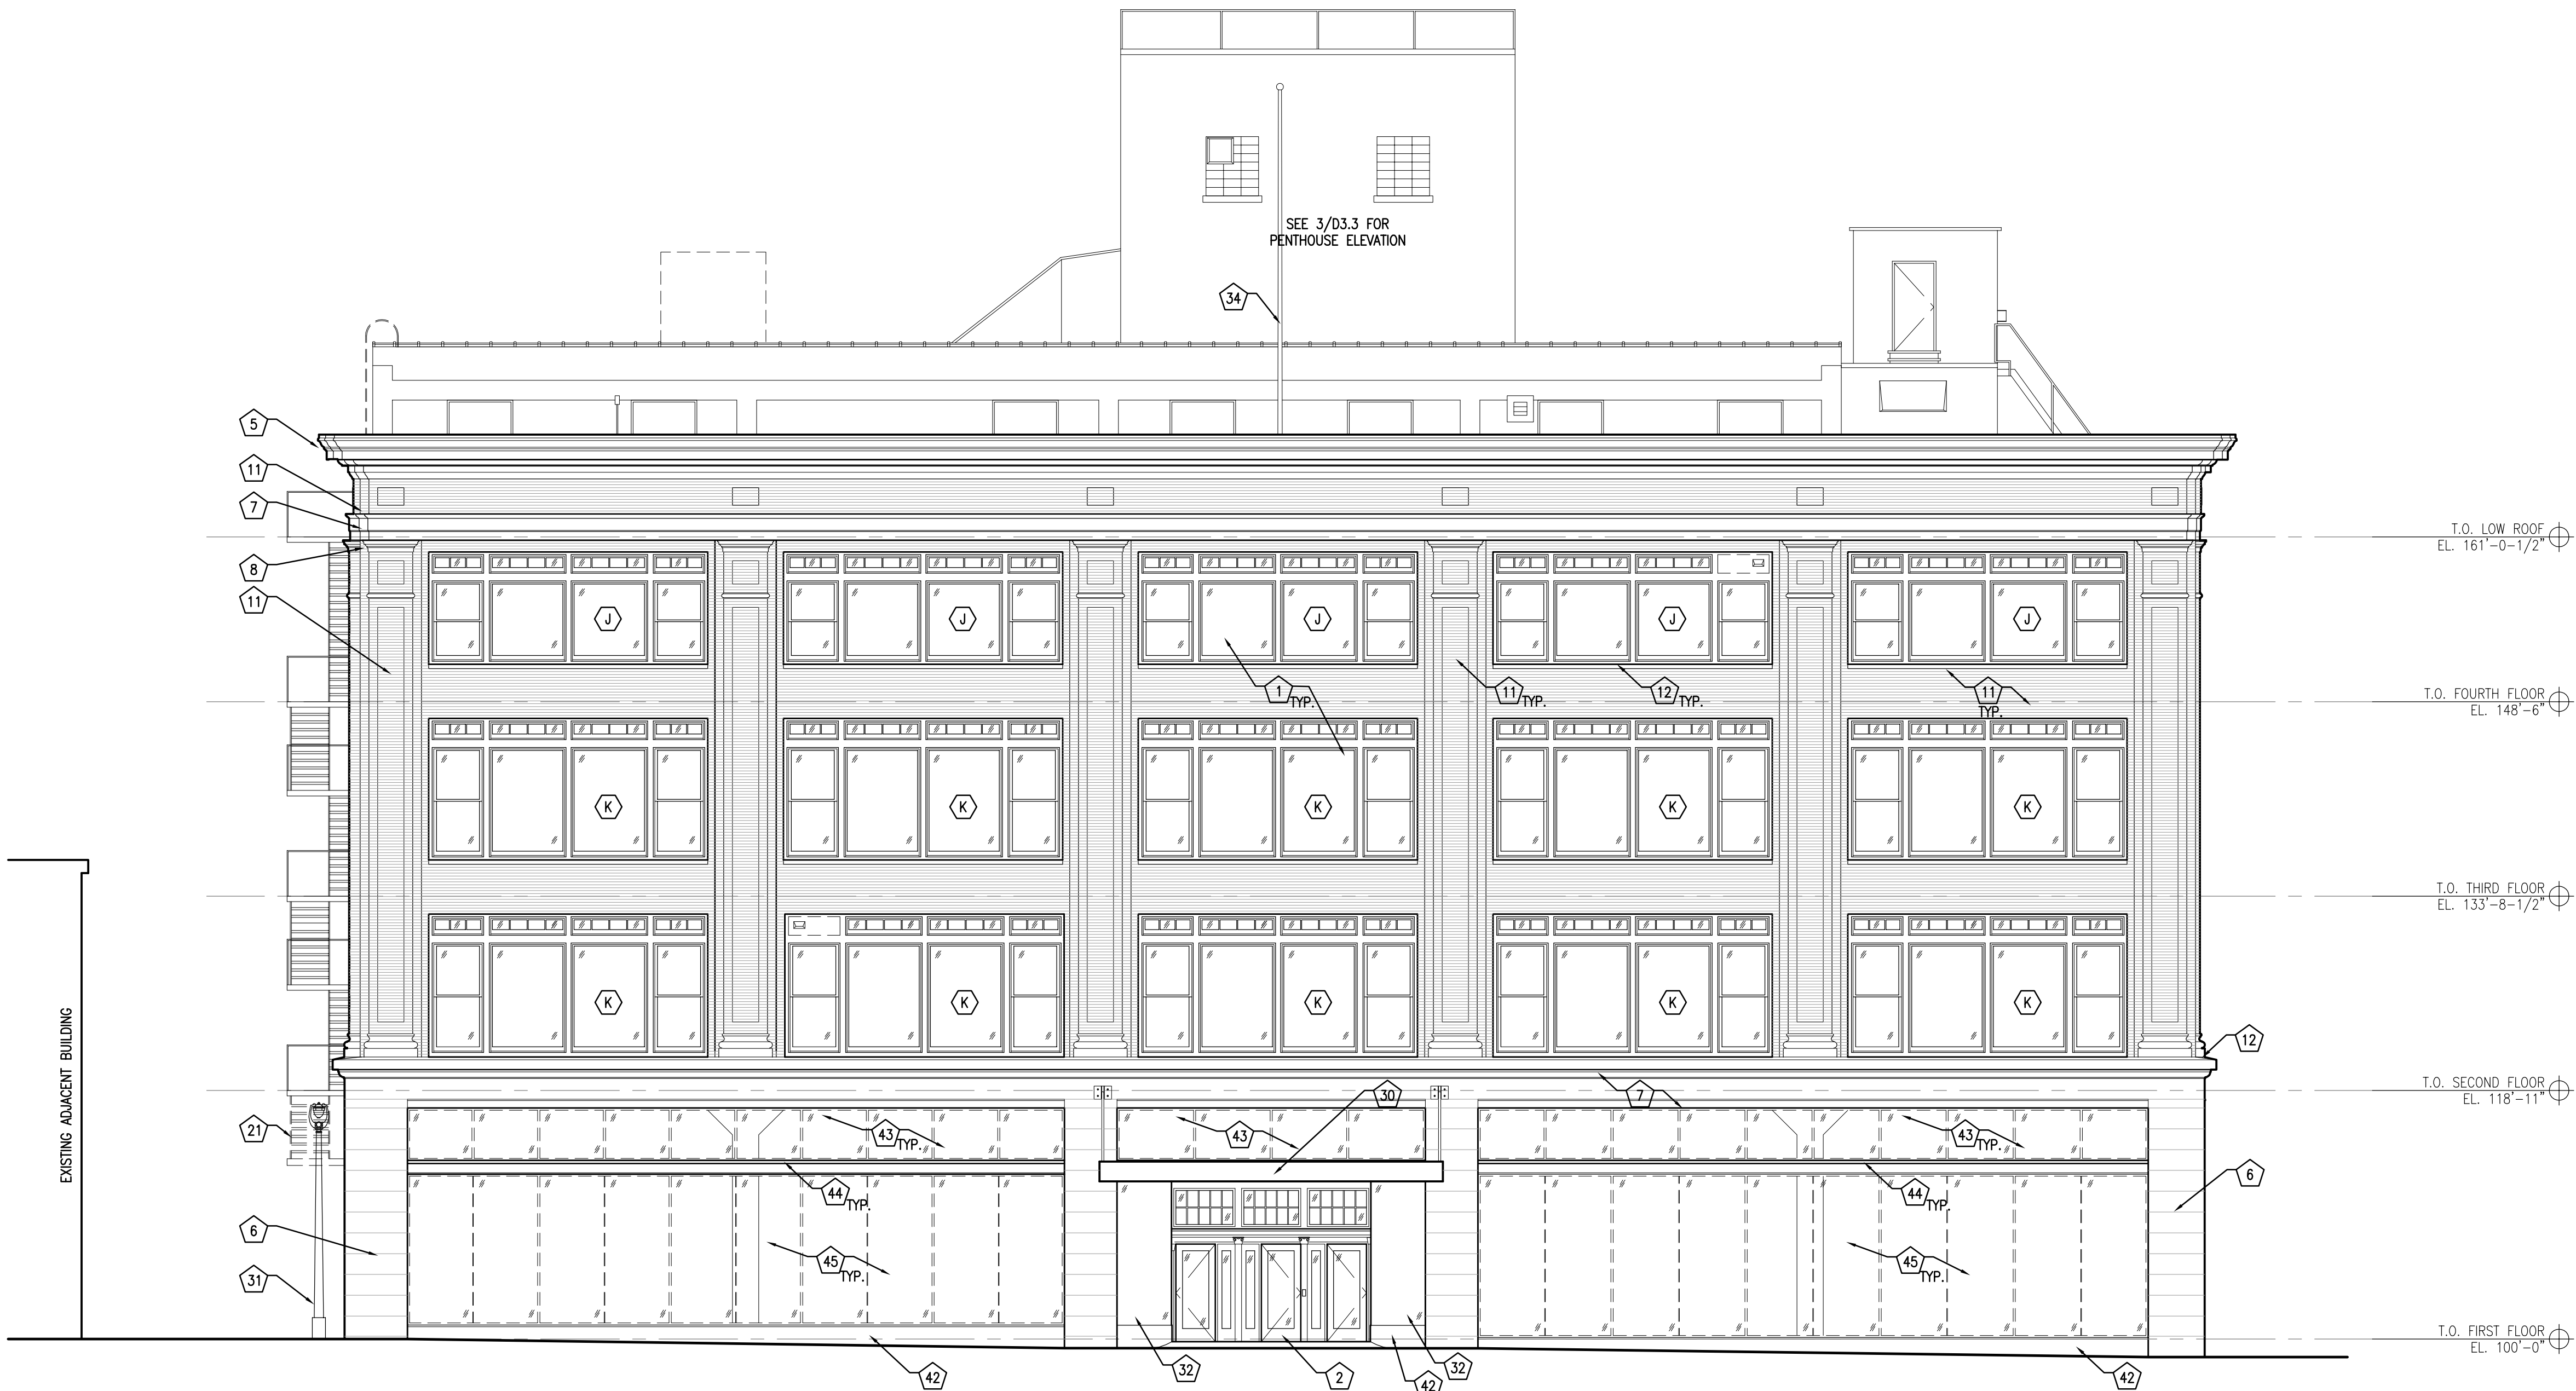 SEE 3/D3.3 FOR
PENTHOUSE ELEVATION
34
5
11
7
T.O. LOW ROOF
EL. 161'-0-1/2"
8
11
J
J
J
J
J
1
TYP.
11
TYP.
12
TYP.
11
TYP.
T.O. FOURTH FLOOR
EL. 148'-6"
K
K
K
K
K
T.O. THIRD FLOOR
EL. 133'-8-1/2"
K
K
K
K
K
EXISTING ADJACENT BUILDING
12
T.O. SECOND FLOOR
EL. 118'-11"
30
7
21
43
TYP.
43
43
TYP.
44
TYP.
44
TYP.
6
6
45
TYP.
45
TYP.
31
T.O. FIRST FLOOR
EL. 100'-0"
42
32
2
42
32
42